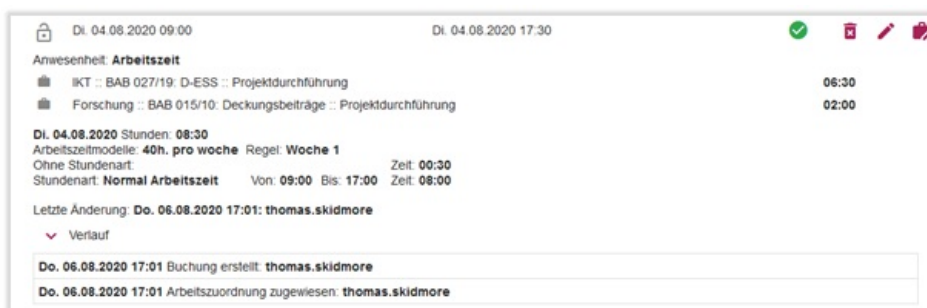 Di. 04.08.2020 09:00 Di. 04.08.2020 17:30
Anwesenheit: Arbeitszeit
IKT :: BAB 027/19: D-ESS :: Projektdurchführung 06:30
Forschung :: BAB 015/10: Deckungsbeiträge :: Projektdurchführung 02:00
Di. 04.08.2020 Stunden: 08:30
Arbeitszeitmodelle: 40h. pro woche Regel: Woche 1
Ohne Stundenart: Zeit: 00:30
Stundenart: Normal Arbeitszeit Von: 09:00 Bis: 17:00 Zeit: 08:00
Letzte Änderung: Do. 06.08.2020 17:01: thomas.skidmore
Verlauf
Do. 06.08.2020 17:01 Buchung erstellt: thomas.skidmore
Do. 06.08.2020 17:01 Arbeitszuordnung zugewiesen: thomas.skidmore